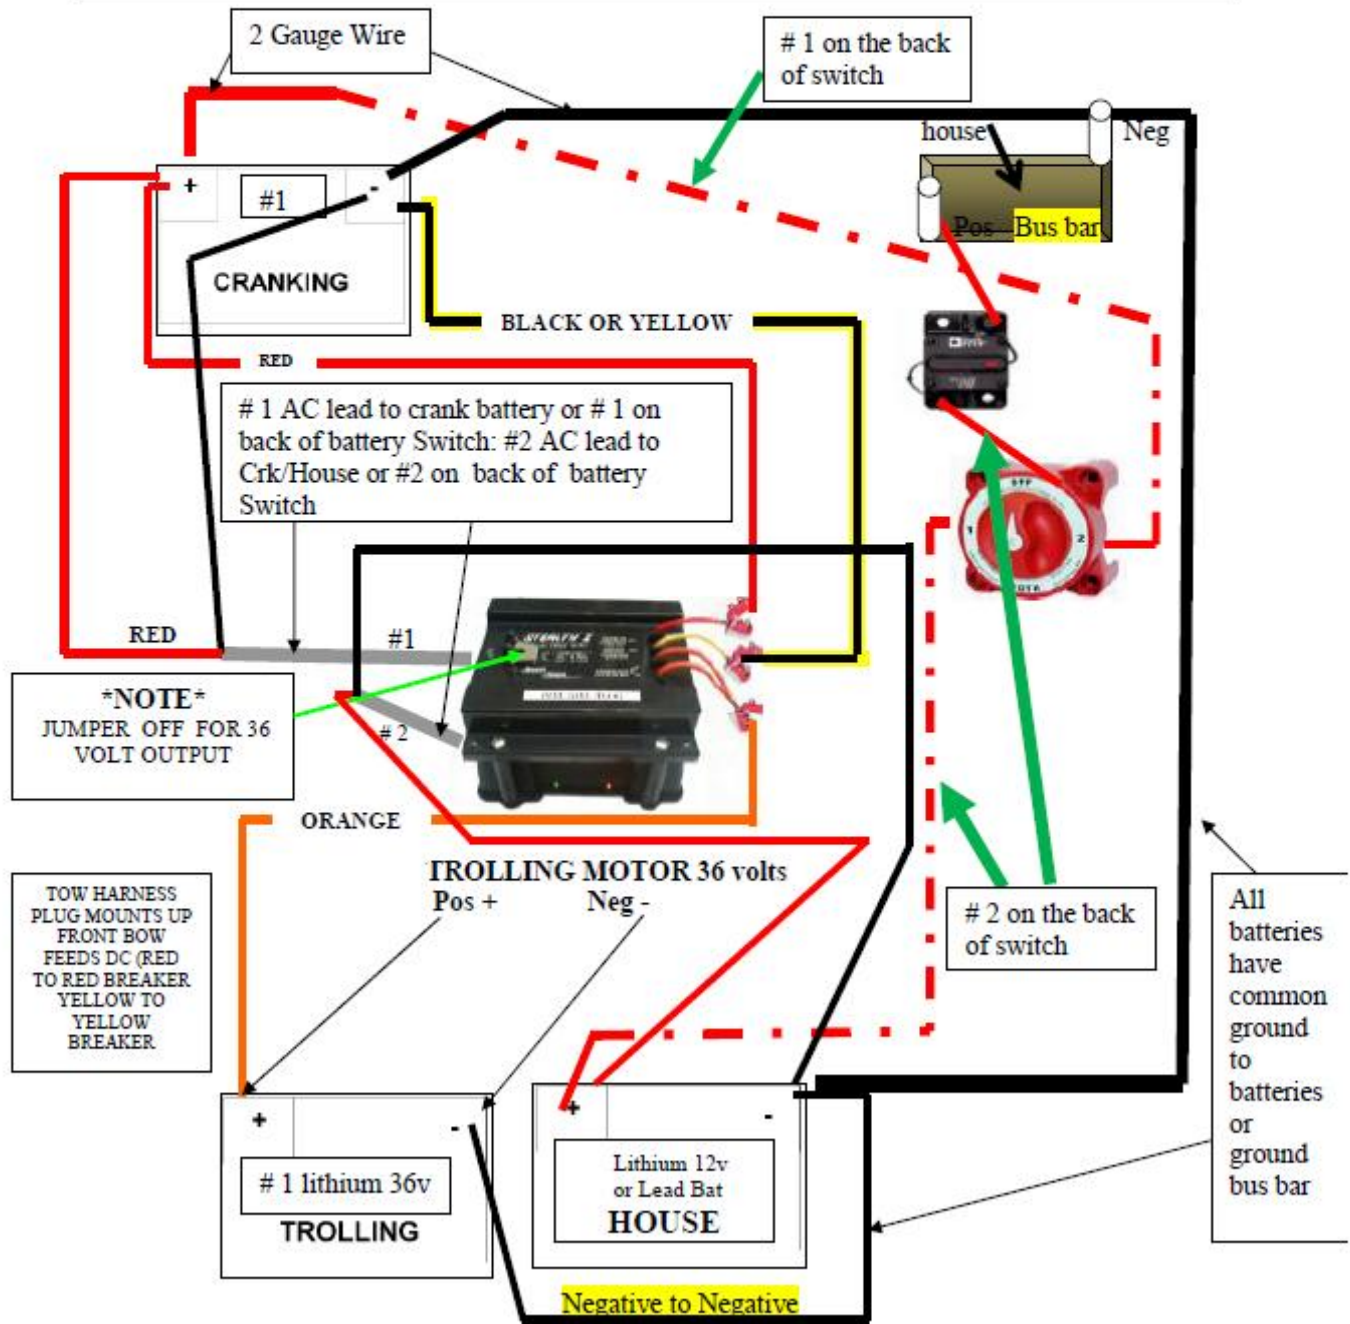 2 Gauge Wire
# 1 on the back
of switch
house
Neg
Pos
Bus bar
+
#1
-
CRANKING
BLACK OR YELLOW
RED
# 1 AC lead to crank battery or # 1 on
back of battery Switch: #2 AC lead to
Crk/House or #2 on back of battery
Switch
OFF
1
2
RED
#1
STEALTH 1
*NOTE*
JUMPER OFF FOR 36
VOLT OUTPUT
# 2
ORANGE
TROLLING MOTOR 36 volts
Pos +
Neg -
TOW HARNESS
PLUG MOUNTS UP
FRONT BOW
FEEDS DC (RED
TO RED BREAKER
YELLOW TO
YELLOW
BREAKER
# 2 on the back
of switch
All
batteries
have
common
ground
to
batteries
or
ground
bus bar
+
-
# 1 lithium 36v
TROLLING
+
-
Lithium 12v
or Lead Bat
HOUSE
Negative to Negative